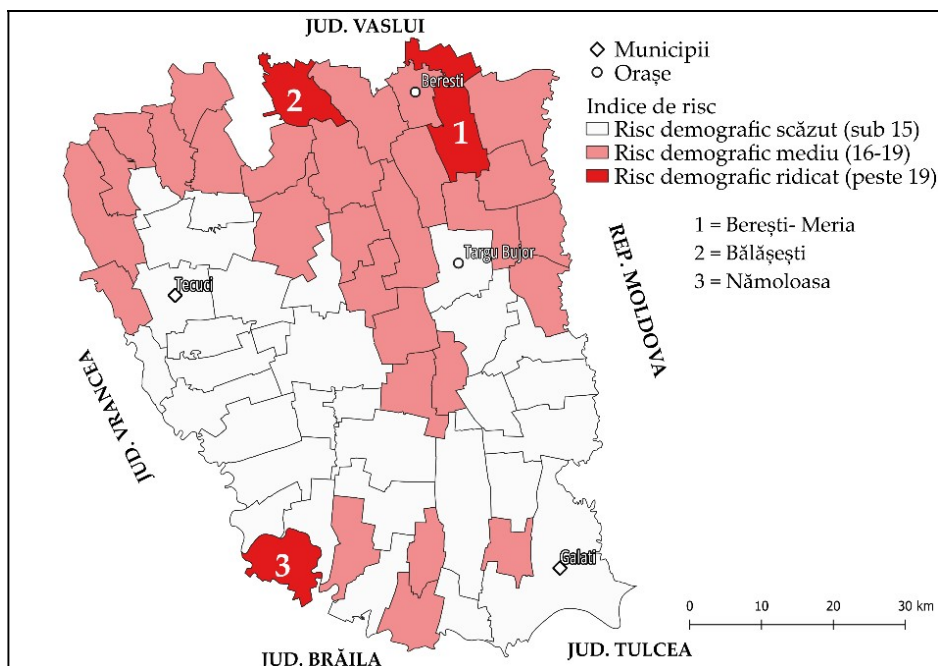 JUD. VASLUI
Municipii
Orașe
Indice de risc
Risc demografic scăzut (sub 15)
Risc demografic mediu (16-19)
Risc demografic ridicat (peste 19)
1 = Berești- Meria
2 = Bălășești
3 = Nămoloasa
Beresti
2
1
Targu Bujor
Tecuci
REP. MOLDOVA
JUD. VRANCEA
3
Galati
0 10 20 30 km
JUD. BRĂILA
JUD. TULCEA